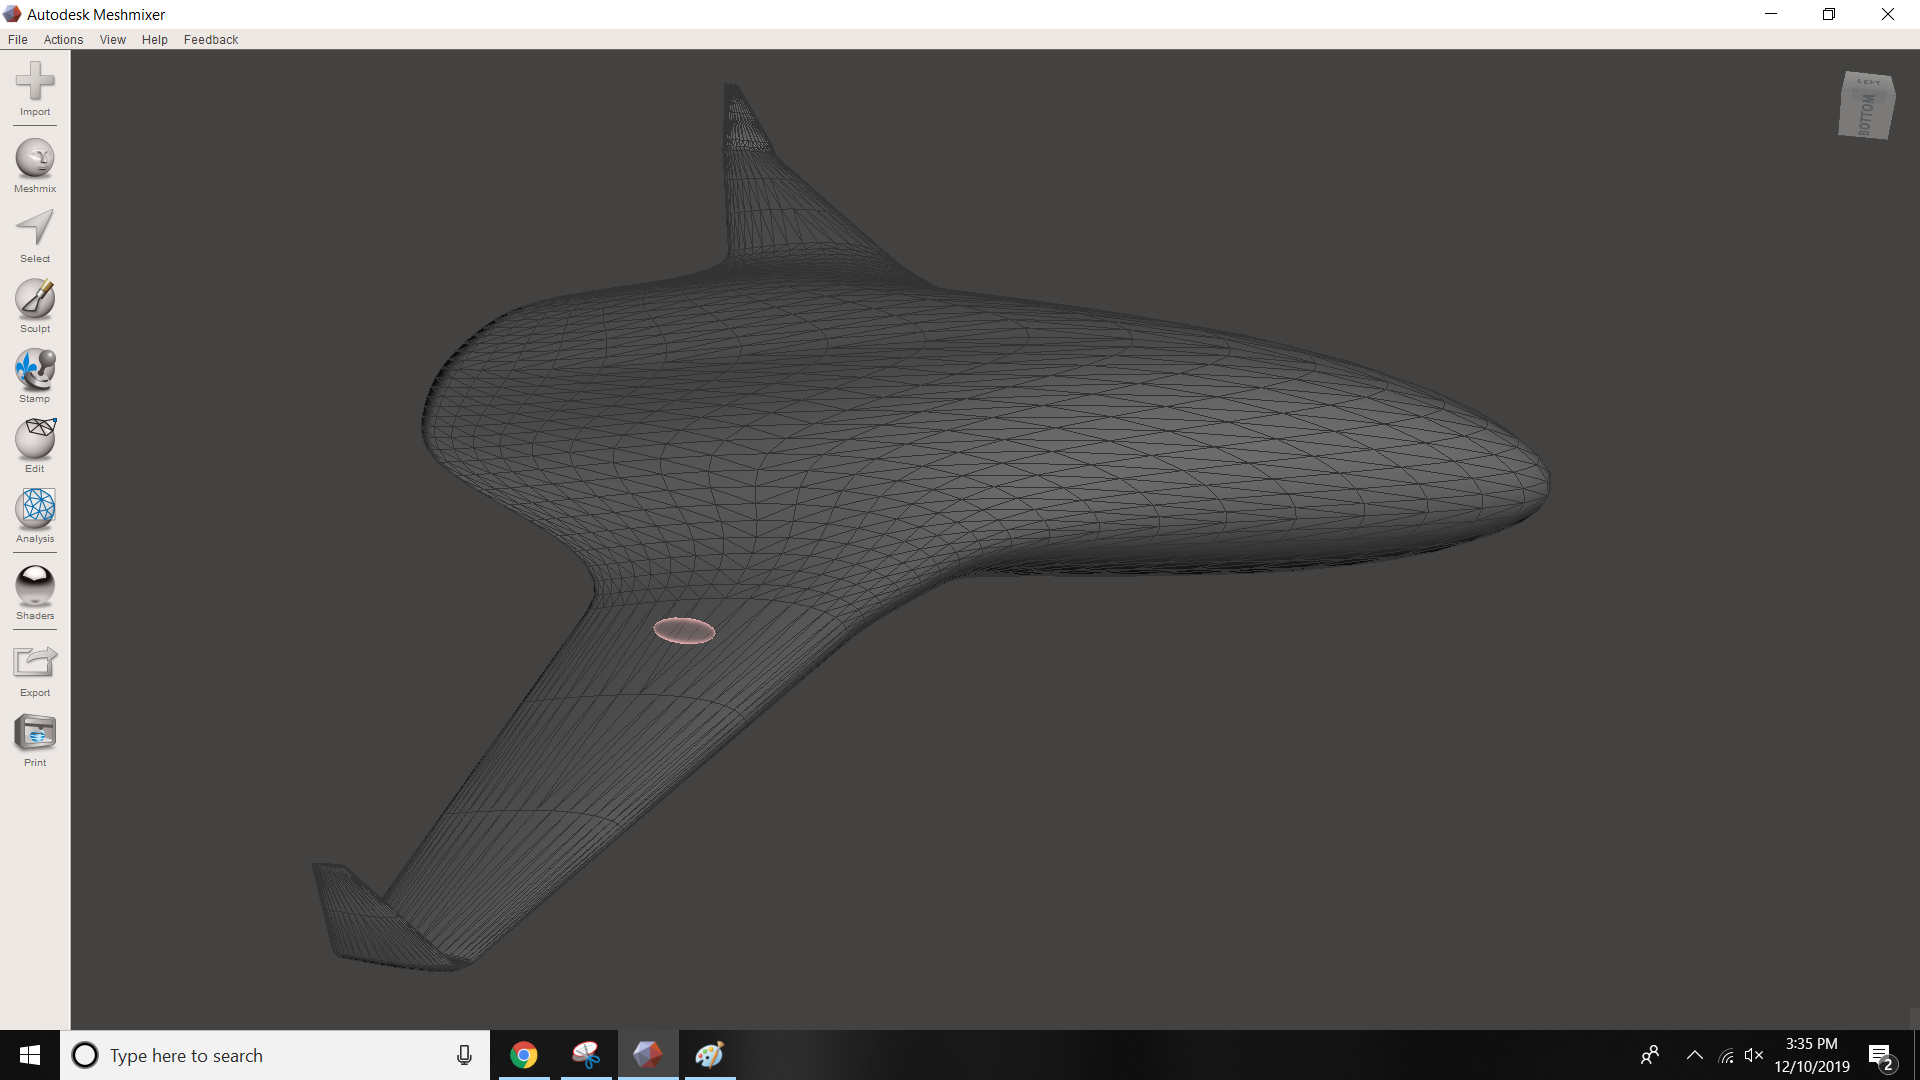 Autodesk Meshmixer
File Actions View Help Feedback
Import
Meshmix
Select
Sculpt
Stamp
Edit
Analysis
Shaders
Export
Print
LEFT
BOTTOM
Type here to search
3:35 PM
12/10/2019
2